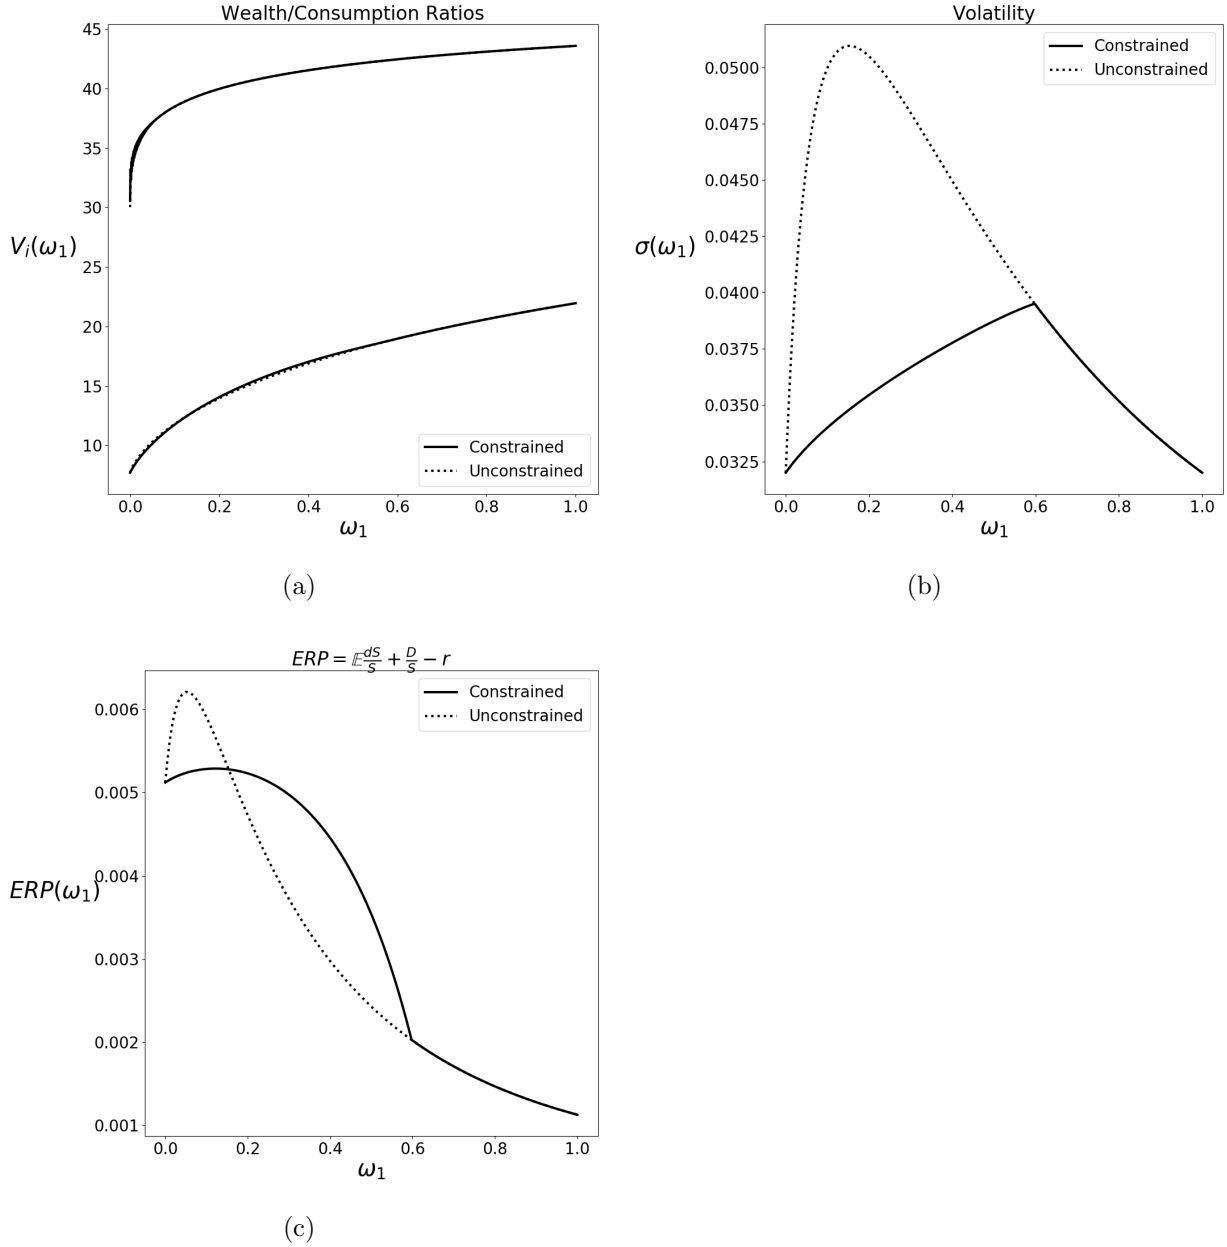 Wealth/Consumption Ratios
45
40
35
30
25
20
15
10
V_i(ω_1)
Constrained
Unconstrained
0.0 0.2 0.4 0.6 0.8 1.0
ω_1
(a)
Volatility
Constrained
Unconstrained
0.0500
0.0475
0.0450
0.0425
0.0400
0.0375
0.0350
0.0325
σ(ω_1)
0.0 0.2 0.4 0.6 0.8 1.0
ω_1
(b)
ERP = 𝔼 dS/S + D/S − r
Constrained
Unconstrained
0.006
0.005
0.004
0.003
0.002
0.001
ERP(ω_1)
0.0 0.2 0.4 0.6 0.8 1.0
ω_1
(c)